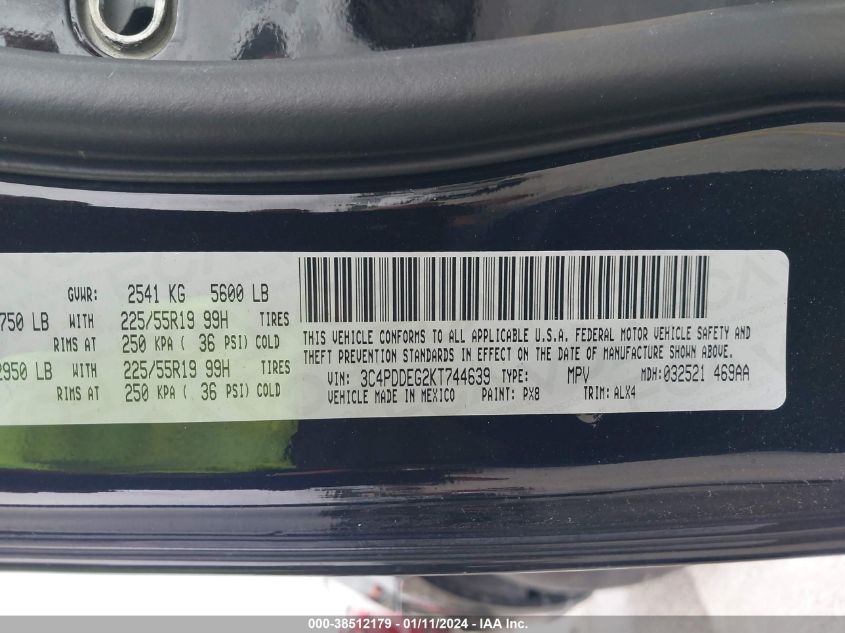 GVWR: 2541 KG 5600 LB
750 LB WITH 225/55R19 99H TIRES
RIMS AT 250 KPA ( 36 PSI) COLD
2950 LB WITH 225/55R19 99H TIRES
RIMS AT 250 KPA ( 36 PSI) COLD
THIS VEHICLE CONFORMS TO ALL APPLICABLE U.S.A. FEDERAL MOTOR VEHICLE SAFETY AND
THEFT PREVENTION STANDARDS IN EFFECT ON THE DATE OF MANUFACTURE SHOWN ABOVE.
VIN: 3C4PDDEG2KT744639 TYPE: MPV MDH:032521 469AA
VEHICLE MADE IN MEXICO PAINT: PX8 TRIM: ALX4
000-38512179 - 01/11/2024 - IAA Inc.